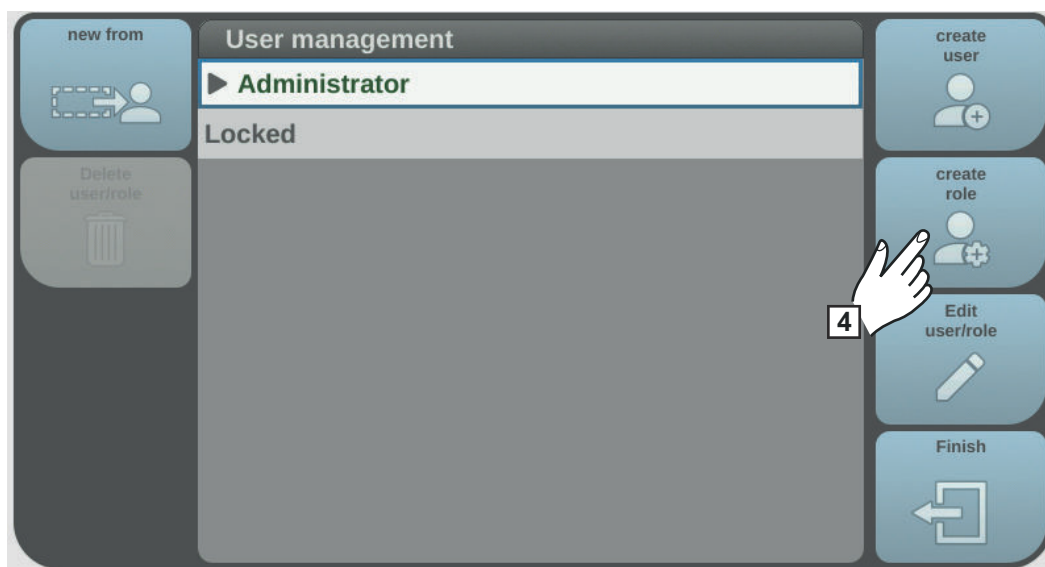 new from
User management
create
user
Administrator
Locked
Delete
user/role
create
role
4
Edit
user/role
Finish